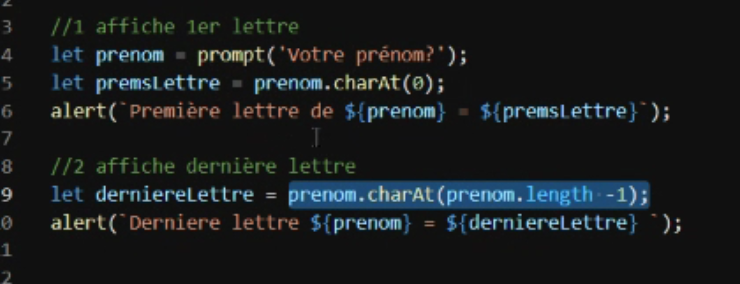 2
3 //1 affiche 1er lettre
4 let prenom = prompt('Votre prénom?');
5 let premsLettre = prenom.charAt(0);
6 alert(`Première lettre de ${prenom} = ${premsLettre}`);
7
8 //2 affiche dernière lettre
9 let derniereLettre = prenom.charAt(prenom.length -1);
0 alert(`Derniere lettre ${prenom} = ${derniereLettre} `);
1
2